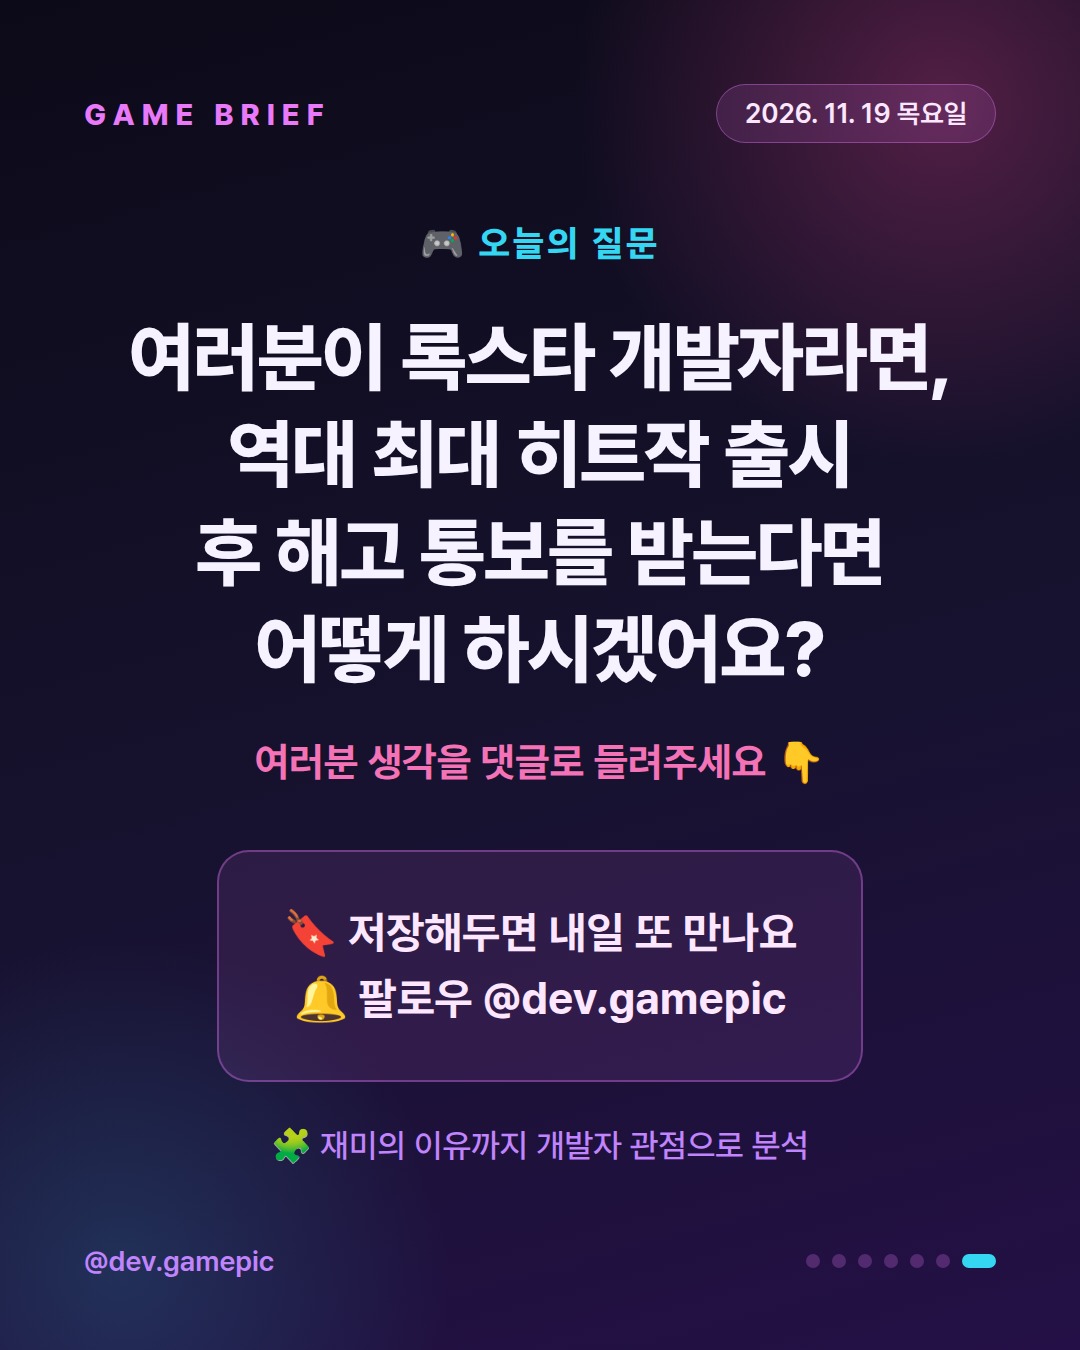 GAME BRIEF
2026. 11. 19 목요일
🎮 오늘의 질문
여러분이 록스타 개발자라면,
역대 최대 히트작 출시
후 해고 통보를 받는다면
어떻게 하시겠어요?
여러분 생각을 댓글로 들려주세요 👇
🔖 저장해두면 내일 또 만나요
🔔 팔로우 @dev.gamepic
🧩 재미의 이유까지 개발자 관점으로 분석
@dev.gamepic